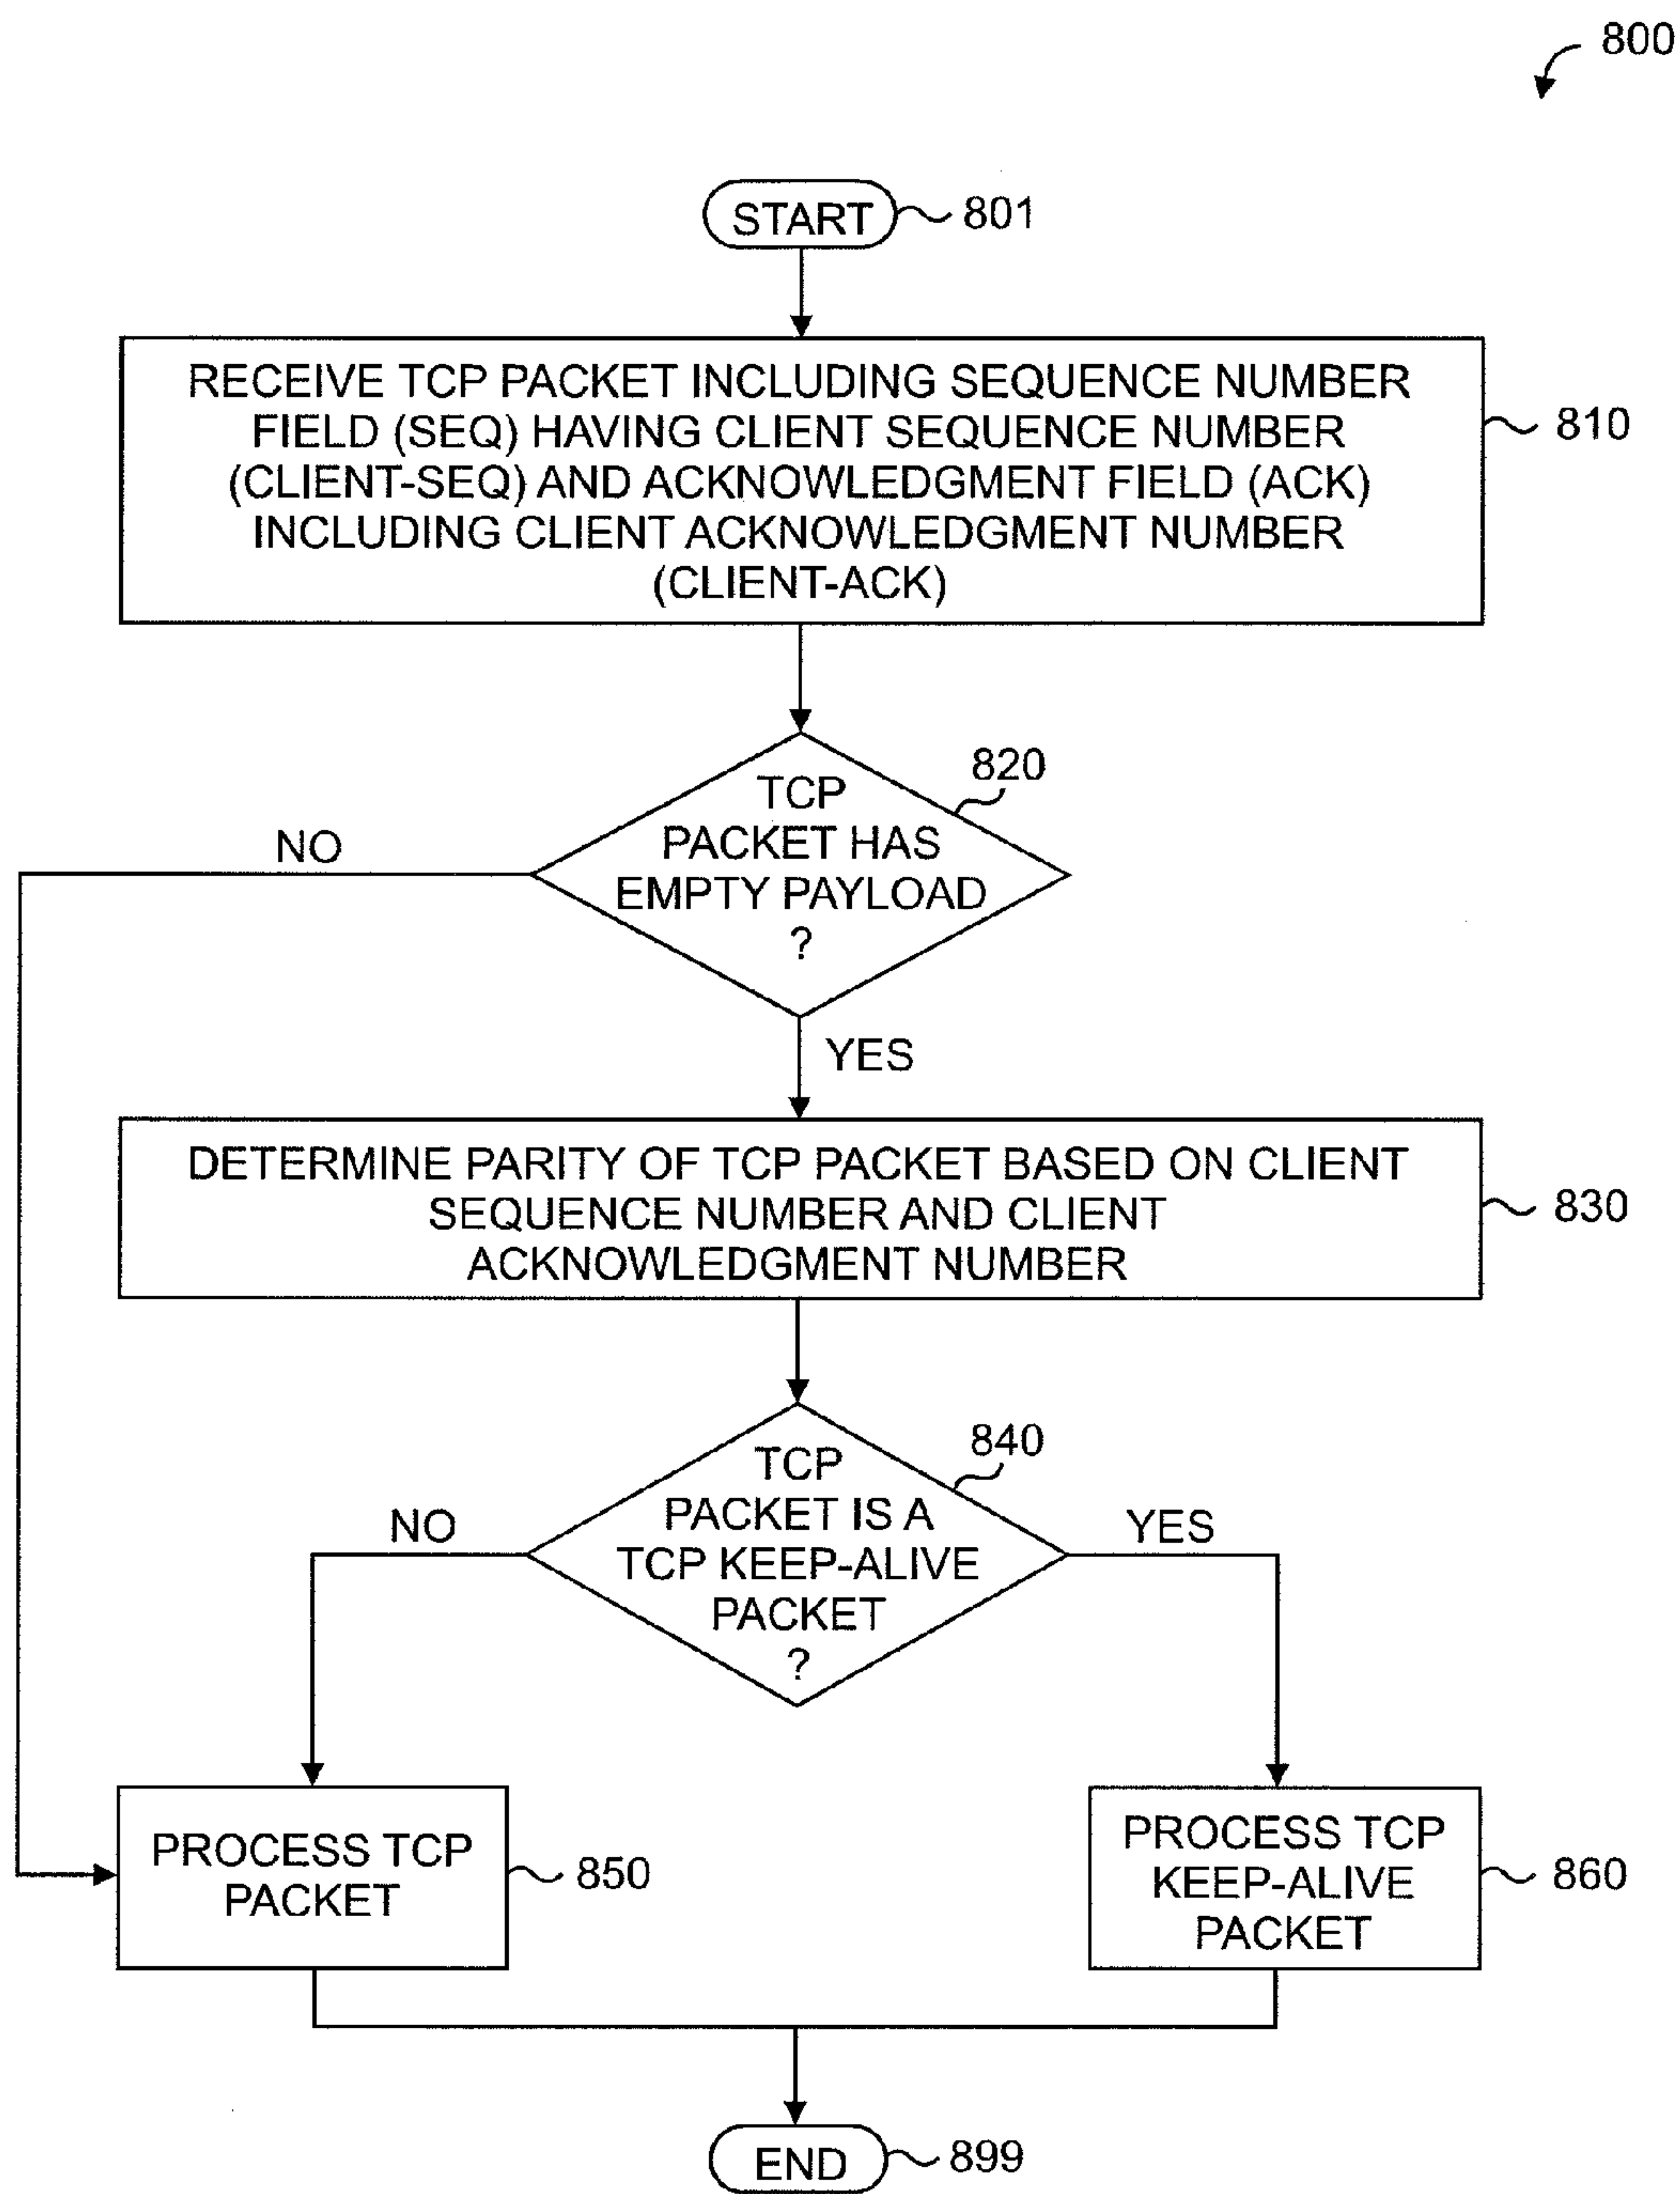 800
START
801
RECEIVE TCP PACKET INCLUDING SEQUENCE NUMBER
FIELD (SEQ) HAVING CLIENT SEQUENCE NUMBER
(CLIENT-SEQ) AND ACKNOWLEDGMENT FIELD (ACK)
INCLUDING CLIENT ACKNOWLEDGMENT NUMBER
(CLIENT-ACK)
810
TCP
PACKET HAS
EMPTY PAYLOAD
?
820
NO
YES
DETERMINE PARITY OF TCP PACKET BASED ON CLIENT
SEQUENCE NUMBER AND CLIENT
ACKNOWLEDGMENT NUMBER
830
TCP
PACKET IS A
TCP KEEP-ALIVE
PACKET
?
840
NO
YES
PROCESS TCP
PACKET
850
PROCESS TCP
KEEP-ALIVE
PACKET
860
END
899